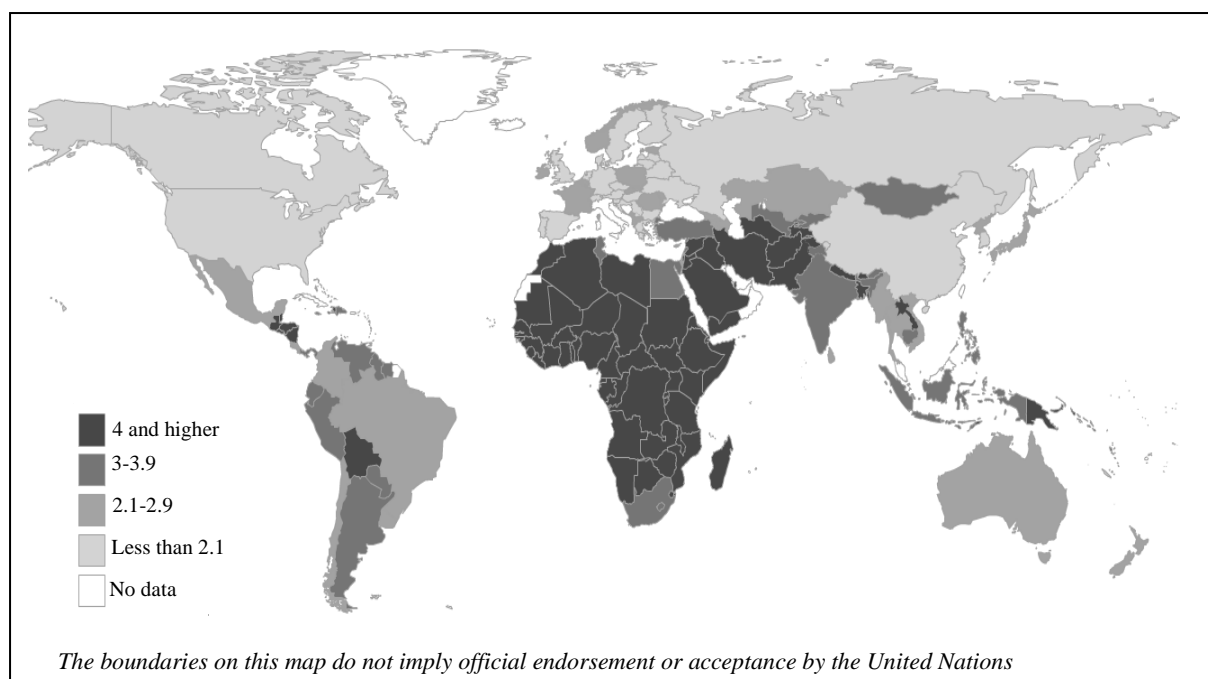 4 and higher
3-3.9
2.1-2.9
Less than 2.1
No data
The boundaries on this map do not imply official endorsement or acceptance by the United Nations